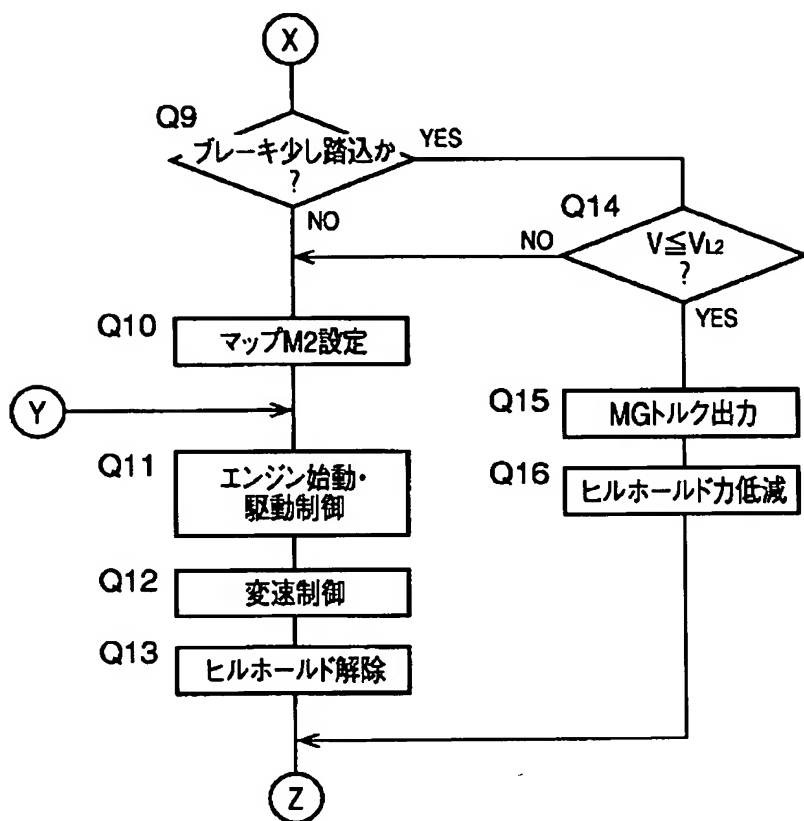 X
Q9
ブレーキ少し踏込か
?
YES
NO
Q14
V≦VL2
?
NO
YES
Q10
マップM2設定
Y
Q11
エンジン始動・
駆動制御
Q12
変速制御
Q13
ヒルホールド解除
Q15
MGトルク出力
Q16
ヒルホールド力低減
Z